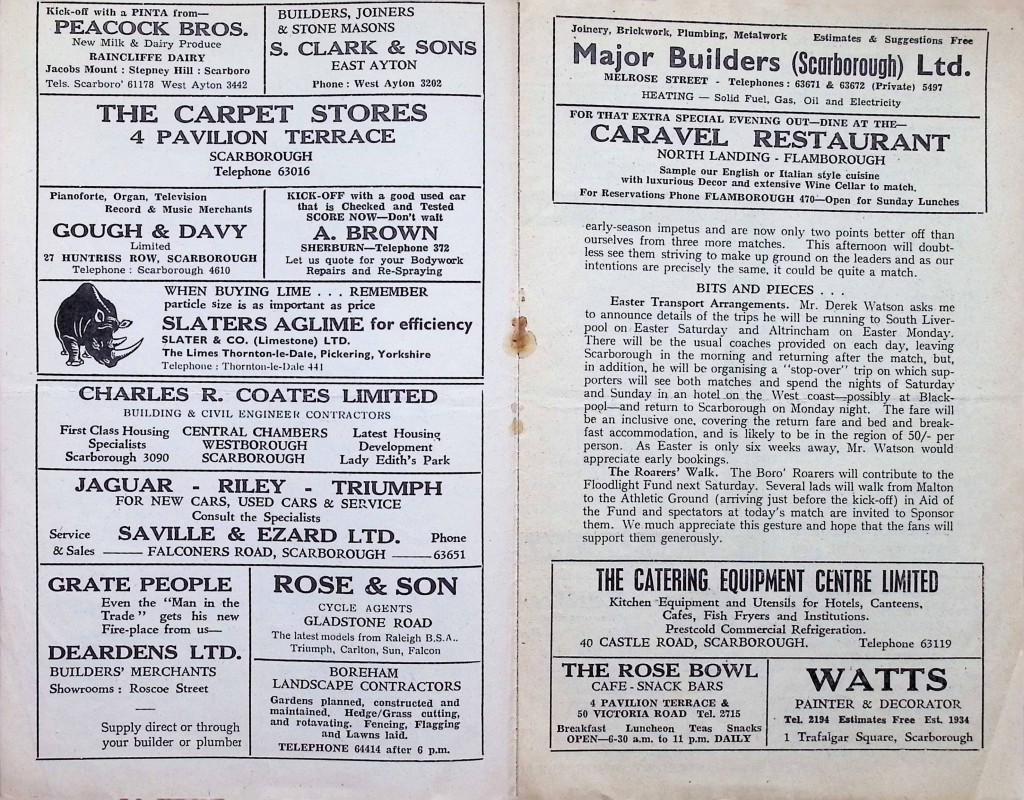 Kick-off with a PINTA from—
PEACOCK BROS.
New Milk & Dairy Produce
RAINCLIFFE DAIRY
Jacobs Mount : Stepney Hill : Scarboro
Tels. Scarboro' 61178 West Ayton 3442
BUILDERS, JOINERS
& STONE MASONS
S. CLARK & SONS
EAST AYTON
Phone : West Ayton 3202
THE CARPET STORES
4 PAVILION TERRACE
SCARBOROUGH
Telephone 63016
Pianoforte, Organ, Television
Record & Music Merchants
GOUGH & DAVY
Limited
27 HUNTRISS ROW, SCARBOROUGH
Telephone : Scarborough 4610
KICK-OFF with a good used car
that is Checked and Tested
SCORE NOW—Don't wait
A. BROWN
SHERBURN—Telephone 372
Let us quote for your Bodywork
Repairs and Re-Spraying
WHEN BUYING LIME . . . REMEMBER
particle size is as important as price
SLATERS AGLIME for efficiency
SLATER & CO. (Limestone) LTD.
The Limes Thornton-le-Dale, Pickering, Yorkshire
Telephone : Thornton-le-Dale 441
CHARLES R. COATES LIMITED
BUILDING & CIVIL ENGINEER CONTRACTORS
First Class Housing
Specialists
Scarborough 3090
CENTRAL CHAMBERS
WESTBOROUGH
SCARBOROUGH
Latest Housing
Development
Lady Edith's Park
JAGUAR - RILEY - TRIUMPH
FOR NEW CARS, USED CARS & SERVICE
Consult the Specialists
Service SAVILLE & EZARD LTD. Phone
& Sales —— FALCONERS ROAD, SCARBOROUGH —— 63651
GRATE PEOPLE
Even the "Man in the
Trade" gets his new
Fire-place from us—
DEARDENS LTD.
BUILDERS' MERCHANTS
Showrooms : Roscoe Street
Supply direct or through
your builder or plumber
ROSE & SON
CYCLE AGENTS
GLADSTONE ROAD
The latest models from Raleigh B.S.A..
Triumph, Carlton, Sun, Falcon
BOREHAM
LANDSCAPE CONTRACTORS
Gardens planned, constructed and
maintained, Hedge/Grass cutting,
and rotavating. Fencing, Flagging
and Lawns laid.
TELEPHONE 64414 after 6 p.m.
Joinery, Brickwork, Plumbing, Metalwork Estimates & Suggestions Free
Major Builders (Scarborough) Ltd.
MELROSE STREET - Telephones: 63671 & 63672 (Private) 5497
HEATING — Solid Fuel, Gas, Oil and Electricity
FOR THAT EXTRA SPECIAL EVENING OUT—DINE AT THE—
CARAVEL RESTAURANT
NORTH LANDING - FLAMBOROUGH
Sample our English or Italian style cuisine
with luxurious Decor and extensive Wine Cellar to match.
For Reservations Phone FLAMBOROUGH 470—Open for Sunday Lunches
early-season impetus and are now only two points better off than
ourselves from three more matches. This afternoon will doubt-
less see them striving to make up ground on the leaders and as our
intentions are precisely the same, it could be quite a match.
BITS AND PIECES . . .
Easter Transport Arrangements. Mr. Derek Watson asks me
to announce details of the trips he will be running to South Liver-
pool on Easter Saturday and Altrincham on Easter Monday.
There will be the usual coaches provided on each day, leaving
Scarborough in the morning and returning after the match, but,
in addition, he will be organising a "stop-over" trip on which sup-
porters will see both matches and spend the nights of Saturday
and Sunday in an hotel on the West coast—possibly at Black-
pool—and return to Scarborough on Monday night. The fare will
be an inclusive one, covering the return fare and bed and break-
fast accommodation, and is likely to be in the region of 50/- per
person. As Easter is only six weeks away, Mr. Watson would
appreciate early bookings.
The Roarers' Walk. The Boro' Roarers will contribute to the
Floodlight Fund next Saturday. Several lads will walk from Malton
to the Athletic Ground (arriving just before the kick-off) in Aid of
the Fund and spectators at today's match are invited to Sponsor
them. We much appreciate this gesture and hope that the fans will
support them generously.
THE CATERING EQUIPMENT CENTRE LIMITED
Kitchen Equipment and Utensils for Hotels, Canteens,
Cafes, Fish Fryers and Institutions.
Prestcold Commercial Refrigeration.
40 CASTLE ROAD, SCARBOROUGH. Telephone 63119
THE ROSE BOWL
CAFE - SNACK BARS
4 PAVILION TERRACE &
50 VICTORIA ROAD Tel. 2715
Breakfast Luncheon Teas Snacks
OPEN—6-30 a.m. to 11 p.m. DAILY
WATTS
PAINTER & DECORATOR
Tel. 2194 Estimates Free Est. 1934
1 Trafalgar Square, Scarborough